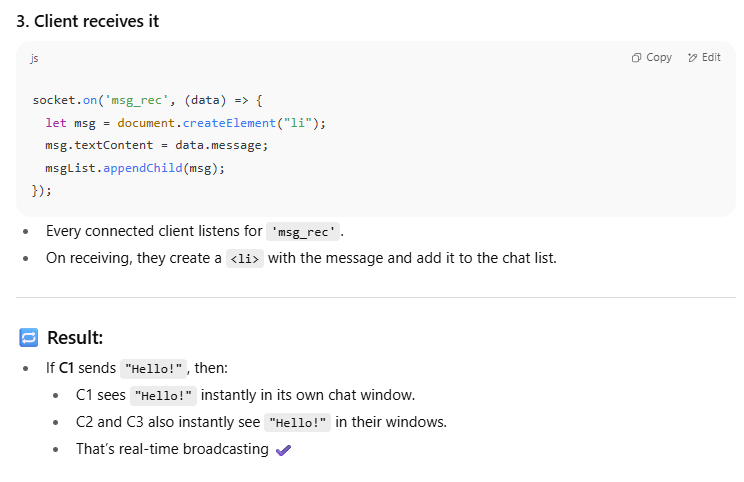 3. Client receives it
js
Copy
Edit
socket.on('msg_rec', (data) => {
  let msg = document.createElement("li");
  msg.textContent = data.message;
  msgList.appendChild(msg);
});
• Every connected client listens for 'msg_rec'.
• On receiving, they create a <li> with the message and add it to the chat list.
🔁 Result:
• If C1 sends "Hello!", then:
• C1 sees "Hello!" instantly in its own chat window.
• C2 and C3 also instantly see "Hello!" in their windows.
• That's real-time broadcasting ✔